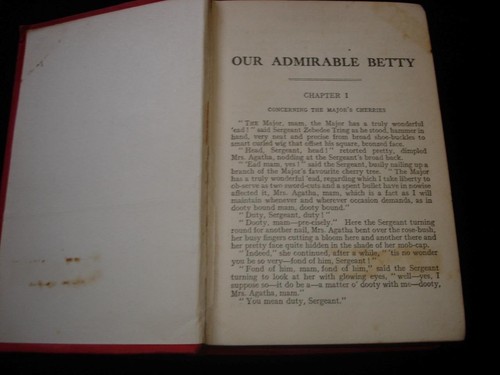 OUR ADMIRABLE BETTY
CHAPTER I
CONCERNING THE MAJOR'S CHERRIES
"THE Major, mam, the Major has a truly wonderful
'ead!" said Sergeant Zebedee Tring as he stood, hammer in
hand, very neat and precise from broad shoe-buckles to
smart curled wig that offset his square, bronzed face.
"Head, Sergeant, head!" retorted pretty, dimpled
Mrs. Agatha, nodding at the Sergeant's broad back.
"'Ead mam, yes!" said the Sergeant, busily nailing up a
branch of the Major's favourite cherry tree. "The Major
has a truly wonderful 'ead, regarding which I take liberty to
ob-serve as two sword-cuts and a spent bullet have in nowise
affected it, Mrs. Agatha, mam, which is a fact as I will
maintain whenever and wherever occasion demands, as in
dooty bound mam, dooty bound."
"Duty, Sergeant, duty!"
"Dooty, mam—pre-cisely." Here the Sergeant turning
round for another nail, Mrs. Agatha bent over the rose-bush,
her busy fingers cutting a bloom here and another there and
her pretty face quite hidden in the shade of her mob-cap.
"Indeed," she continued, after a while, "'tis no wonder
you be so very—fond of him, Sergeant!"
"Fond of him, mam, fond of him," said the Sergeant
turning to look at her with glowing eyes, "well—yes, I
suppose so—it do be a—a matter o' dooty with me—dooty,
Mrs. Agatha, mam."
"You mean duty, Sergeant."